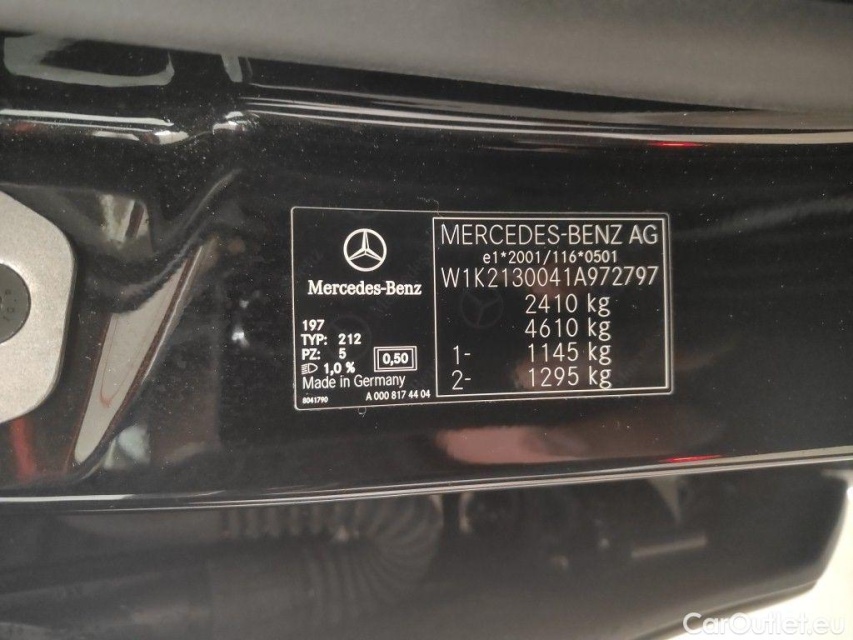 Mercedes-Benz
197
TYP: 212
PZ: 5
1,0 %
0,50
Made in Germany
8041790
A 000 817 44 04
MERCEDES-BENZ AG
e1*2001/116*0501
W1K2130041A972797
2410 kg
4610 kg
1- 1145 kg
2- 1295 kg
CarOutlet.eu